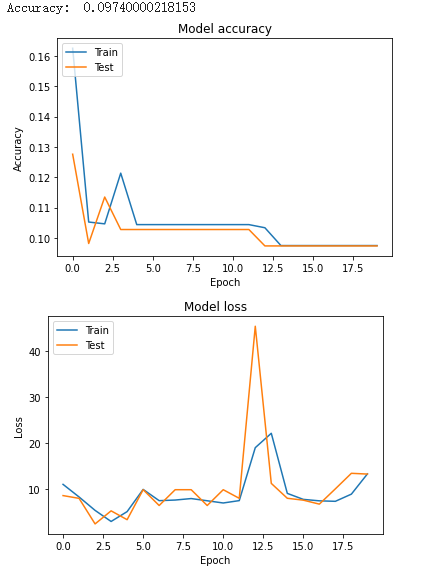 Accuracy: 0.09740000218153
Model accuracy
Train
Test
0.16
0.15
0.14
0.13
0.12
0.11
0.10
Accuracy
0.0 2.5 5.0 7.5 10.0 12.5 15.0 17.5
Epoch
Model loss
Train
Test
40
30
20
10
Loss
0.0 2.5 5.0 7.5 10.0 12.5 15.0 17.5
Epoch